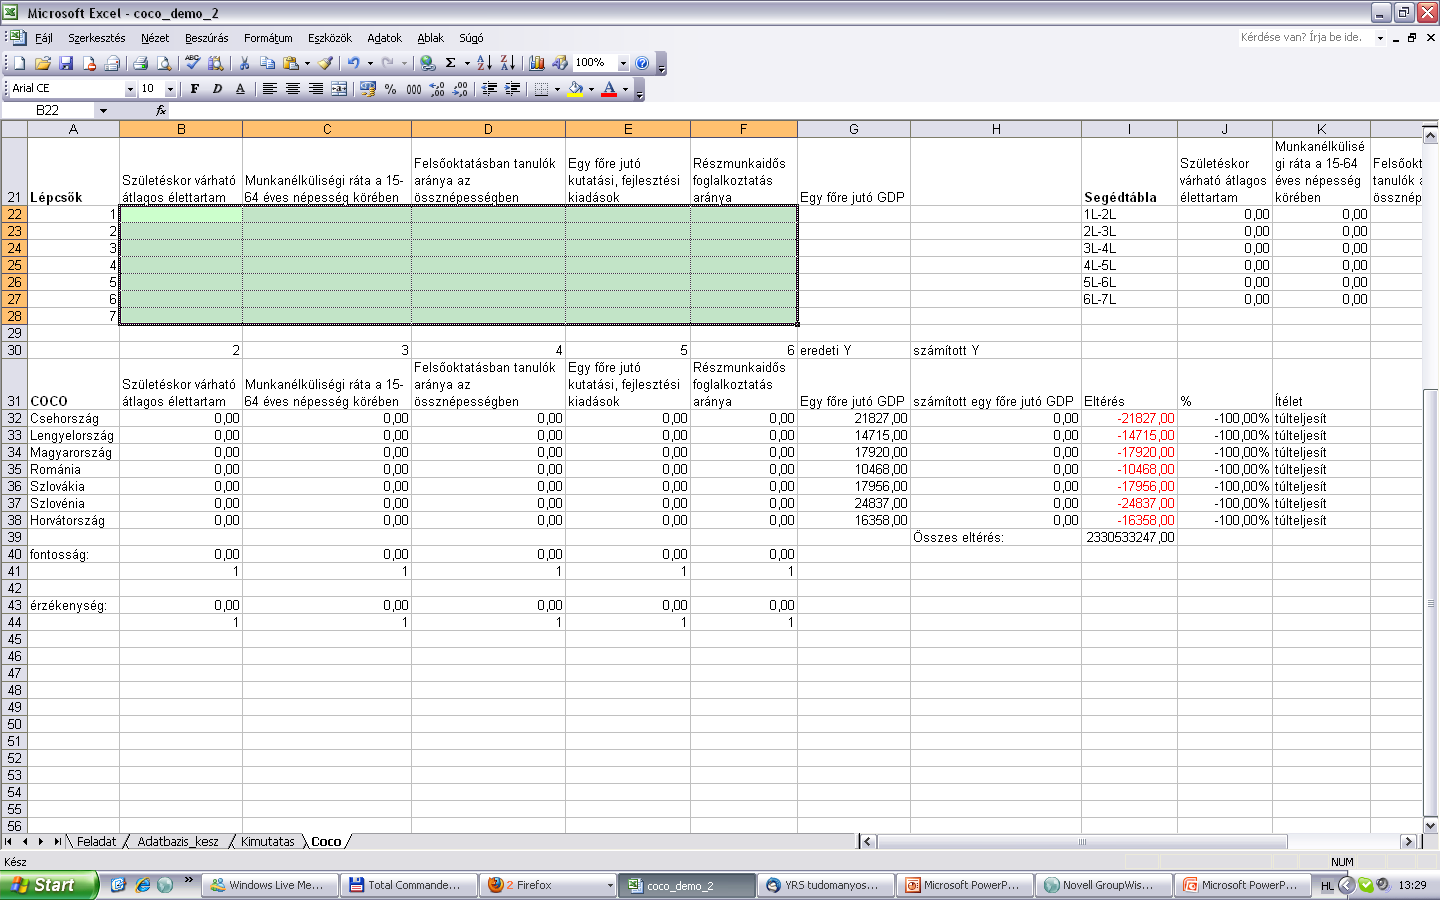 Microsoft Excel - coco_demo_2
Fájl Szerkesztés Nézet Beszúrás Formátum Eszközök Adatok Ablak Súgó Kérdése van? Írja be ide.
100%
Arial CE 10 F D A
B22 fx
A B C D E F G H I J K
21 Lépcsők Születéskor várható átlagos élettartam Munkanélküliségi ráta a 15-64 éves népesség körében Felsőoktatásban tanulók aránya az össznépességben Egy főre jutó kutatási, fejlesztési kiadások Részmunkaidős foglalkoztatás aránya Egy főre jutó GDP Segédtábla Születéskor várható átlagos élettartam Munkanélküliségi ráta a 15-64 éves népesség körében Felsőokt tanulók a össznép
22 1 1L-2L 0,00 0,00
23 2 2L-3L 0,00 0,00
24 3 3L-4L 0,00 0,00
25 4 4L-5L 0,00 0,00
26 5 5L-6L 0,00 0,00
27 6 6L-7L 0,00 0,00
28 7
29
30 2 3 4 5 6 eredeti Y számított Y
31 COCO Születéskor várható átlagos élettartam Munkanélküliségi ráta a 15-64 éves népesség körében Felsőoktatásban tanulók aránya az össznépességben Egy főre jutó kutatási, fejlesztési kiadások Részmunkaidős foglalkoztatás aránya Egy főre jutó GDP számított egy főre jutó GDP Eltérés % Ítélet
32 Csehország 0,00 0,00 0,00 0,00 0,00 21827,00 0,00 -21827,00 -100,00% túlteljesít
33 Lengyelország 0,00 0,00 0,00 0,00 0,00 14715,00 0,00 -14715,00 -100,00% túlteljesít
34 Magyarország 0,00 0,00 0,00 0,00 0,00 17920,00 0,00 -17920,00 -100,00% túlteljesít
35 Románia 0,00 0,00 0,00 0,00 0,00 10468,00 0,00 -10468,00 -100,00% túlteljesít
36 Szlovákia 0,00 0,00 0,00 0,00 0,00 17956,00 0,00 -17956,00 -100,00% túlteljesít
37 Szlovénia 0,00 0,00 0,00 0,00 0,00 24837,00 0,00 -24837,00 -100,00% túlteljesít
38 Horvátország 0,00 0,00 0,00 0,00 0,00 16358,00 0,00 -16358,00 -100,00% túlteljesít
39 Összes eltérés: 2330533247,00
40 fontosság: 0,00 0,00 0,00 0,00 0,00
41 1 1 1 1 1
42
43 érzékenység: 0,00 0,00 0,00 0,00 0,00
44 1 1 1 1 1
45
46
47
48
49
50
51
52
53
54
55
56
Feladat Adatbazis_kesz Kimutatas Coco
Kész NUM
Start Windows Live Me... Total Commande... 2 Firefox coco_demo_2 YRS tudomanyos... Microsoft PowerP... Novell GroupWis... Microsoft PowerP... HL 13:29